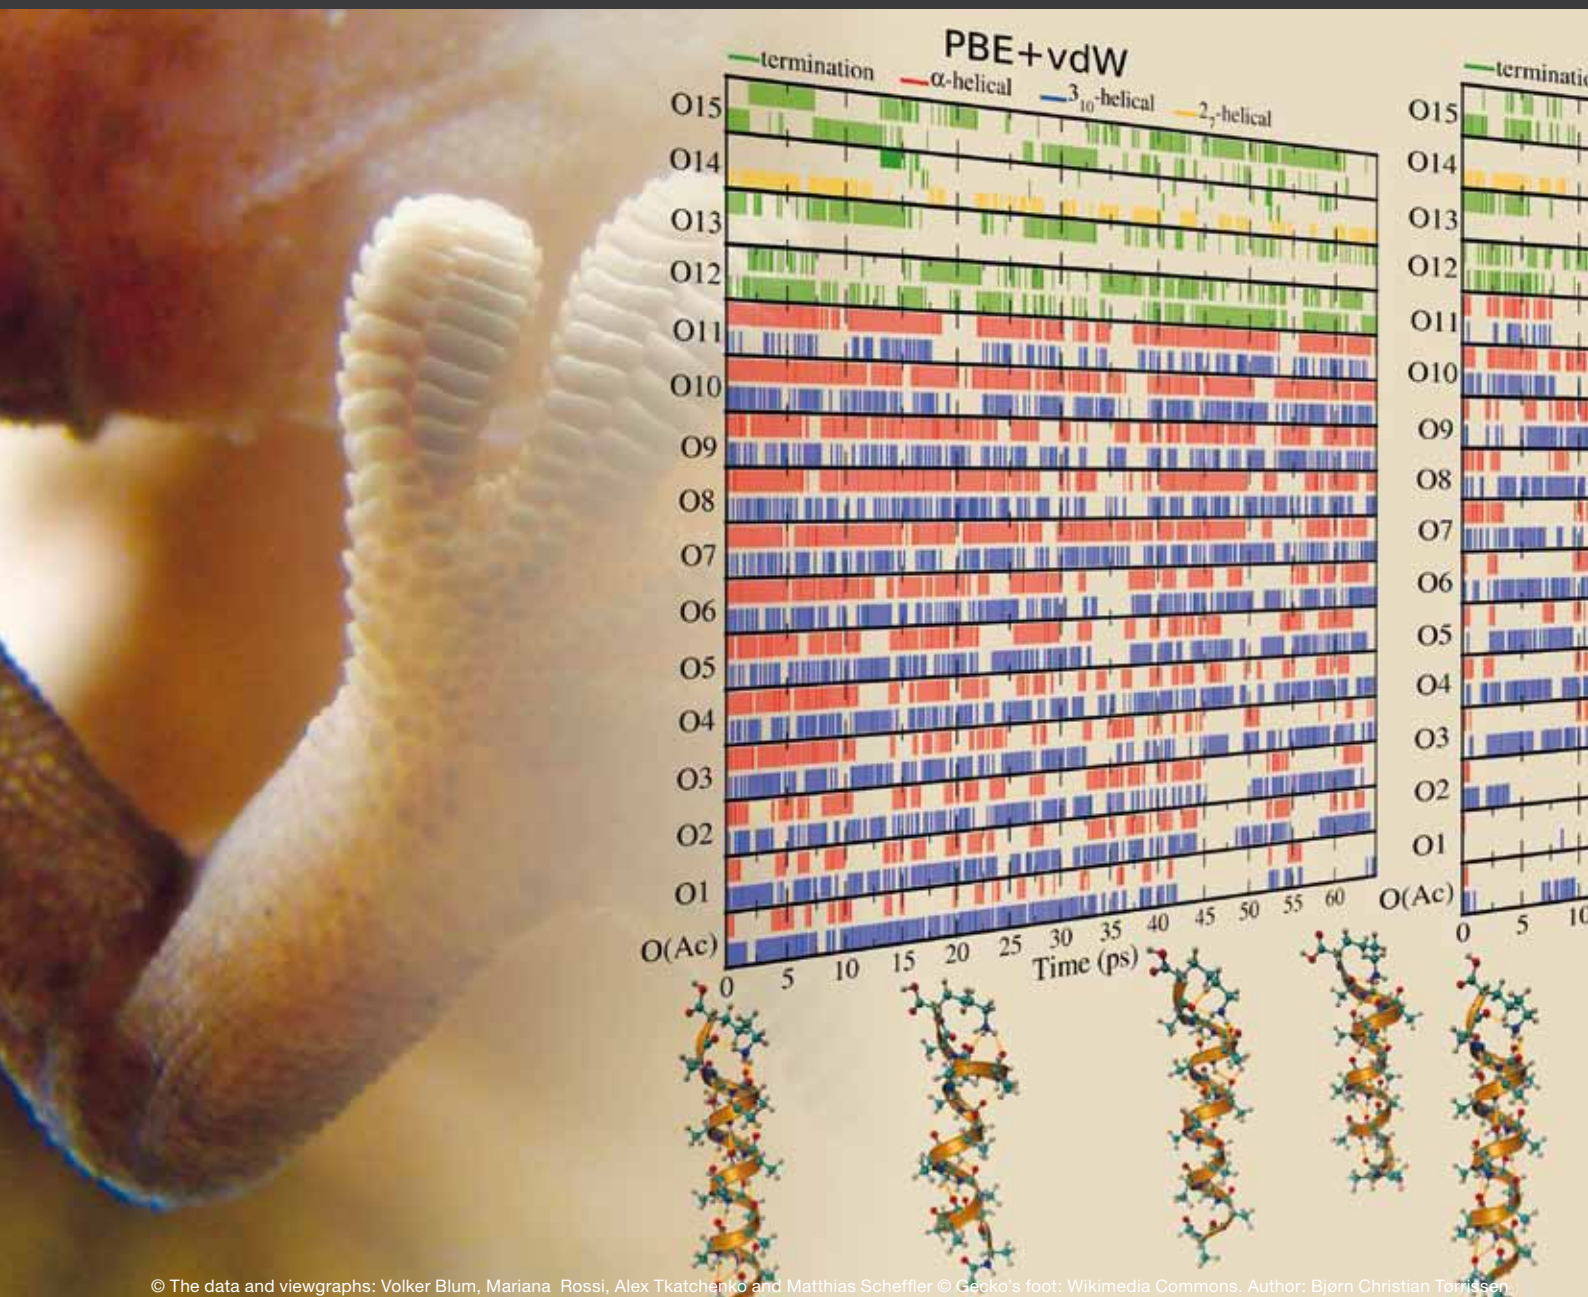 PBE+vdW
termination
α-helical
3₁₀-helical
2₇-helical
O15
O14
O13
O12
O11
O10
O9
O8
O7
O6
O5
O4
O3
O2
O1
O(Ac)
0 5 10 15 20 25 30 35 40 45 50 55 60
Time (ps)
O15
O14
O13
O12
O11
O10
O9
O8
O7
O6
O5
O4
O3
O2
O1
O(Ac)
0 5 10
© The data and viewgraphs: Volker Blum, Mariana Rossi, Alex Tkatchenko and Matthias Scheffler © Gecko's foot: Wikimedia Commons. Author: Bjørn Christian Tørrissen